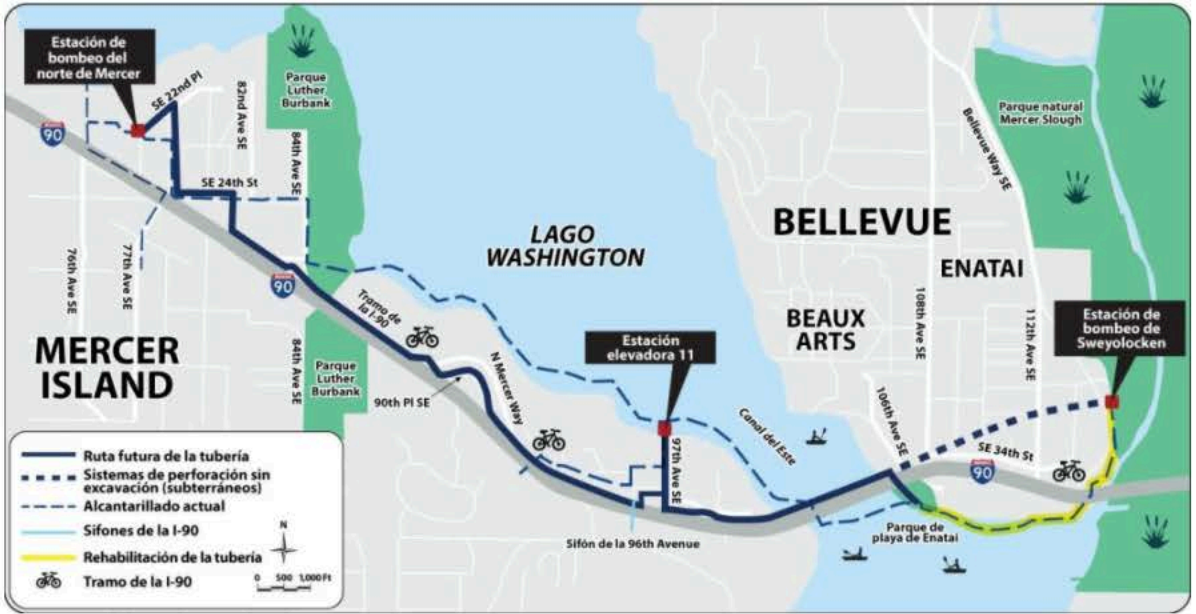 Estación de
bombeo del
norte de Mercer
SE 22nd Pl
82nd Ave SE
Parque
Luther
Burbank
90
84th Ave SE
SE 24th St
76th Ave SE
77th Ave SE
90
MERCER
ISLAND
84th Ave SE
Parque
Luther
Burbank
Tramo de
la I-90
90th Pl SE
N Mercer Way
LAGO
WASHINGTON
Estación
elevadora 11
97th Ave SE
Canal del Este
Sifón de la 96th Avenue
Parque natural
Mercer Slough
Bellevue Way SE
BELLEVUE
ENATAI
BEAUX
ARTS
108th Ave SE
112th Ave SE
Estación de
bombeo de
Sweyolocken
106th Ave SE
SE 34th St
90
Parque de
playa de Enatai
Ruta futura de la tubería
Sistemas de perforación sin
excavación (subterráneos)
Alcantarillado actual
Sifones de la I-90
Rehabilitación de la tubería
Tramo de la I-90
N
0 500 1,000 Ft